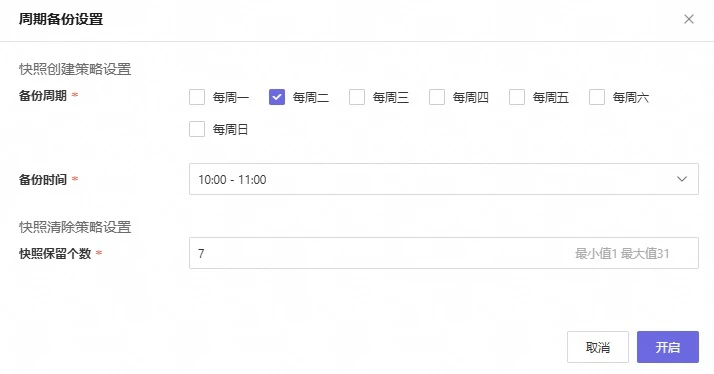 周期备份设置
快照创建策略设置
备份周期 *
每周一 每周二 每周三 每周四 每周五 每周六
每周日
备份时间 * 10:00 - 11:00
快照清除策略设置
快照保留个数 * 7 最小值1 最大值31
取消 开启